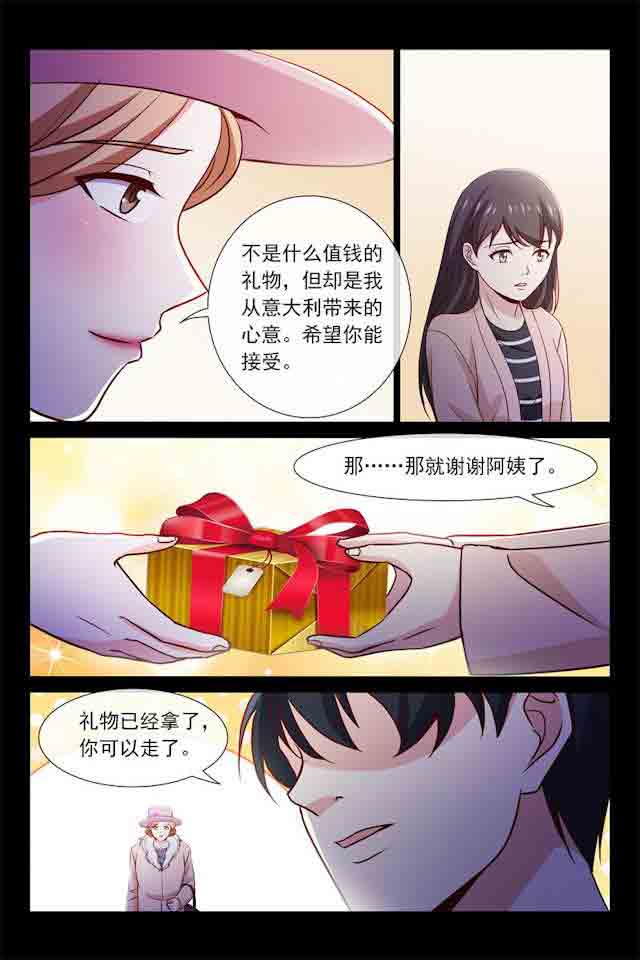 不是什么值钱的
礼物，但却是我
从意大利带来的
心意。希望你能
接受。
那……那就谢谢阿姨了。
礼物已经拿了，
你可以走了。